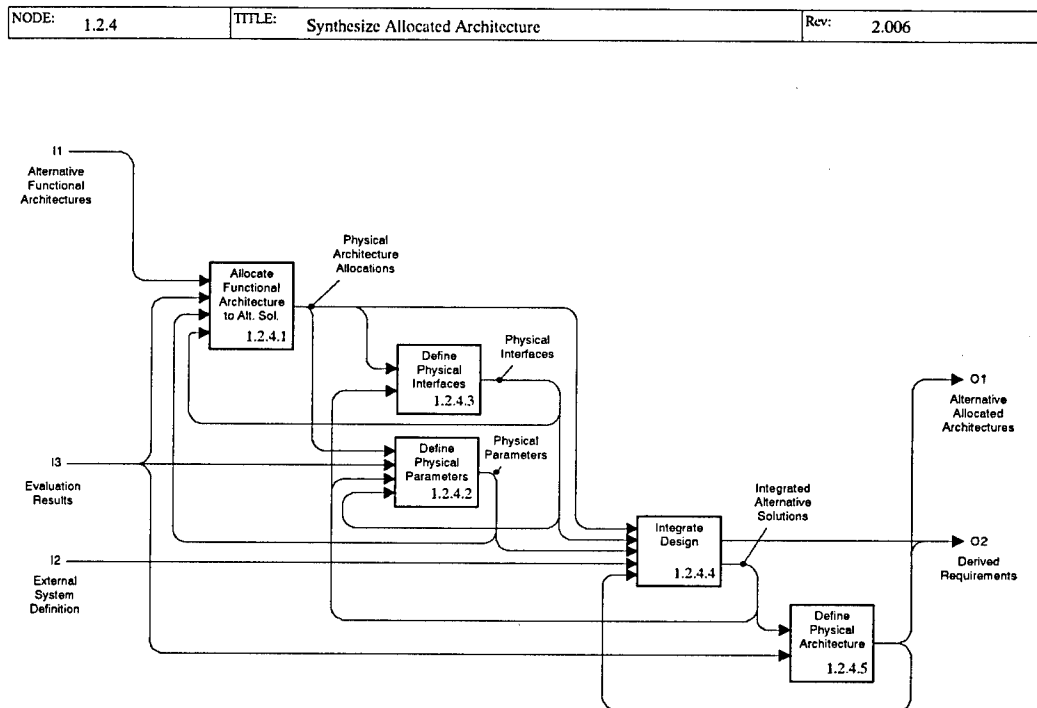 NODE: 1.2.4 TITLE: Synthesize Allocated Architecture Rev: 2.006
I1
Alternative
Functional
Architectures
Physical
Architecture
Allocations
Allocate
Functional
Architecture
to Alt. Sol.
1.2.4.1
Physical
Interfaces
Define
Physical
Interfaces
1.2.4.3
O1
Alternative
Allocated
Architectures
Define
Physical
Parameters
1.2.4.2
Physical
Parameters
I3
Evaluation
Results
Integrated
Alternative
Solutions
Integrate
Design
1.2.4.4
O2
Derived
Requirements
I2
External
System
Definition
Define
Physical
Architecture
1.2.4.5